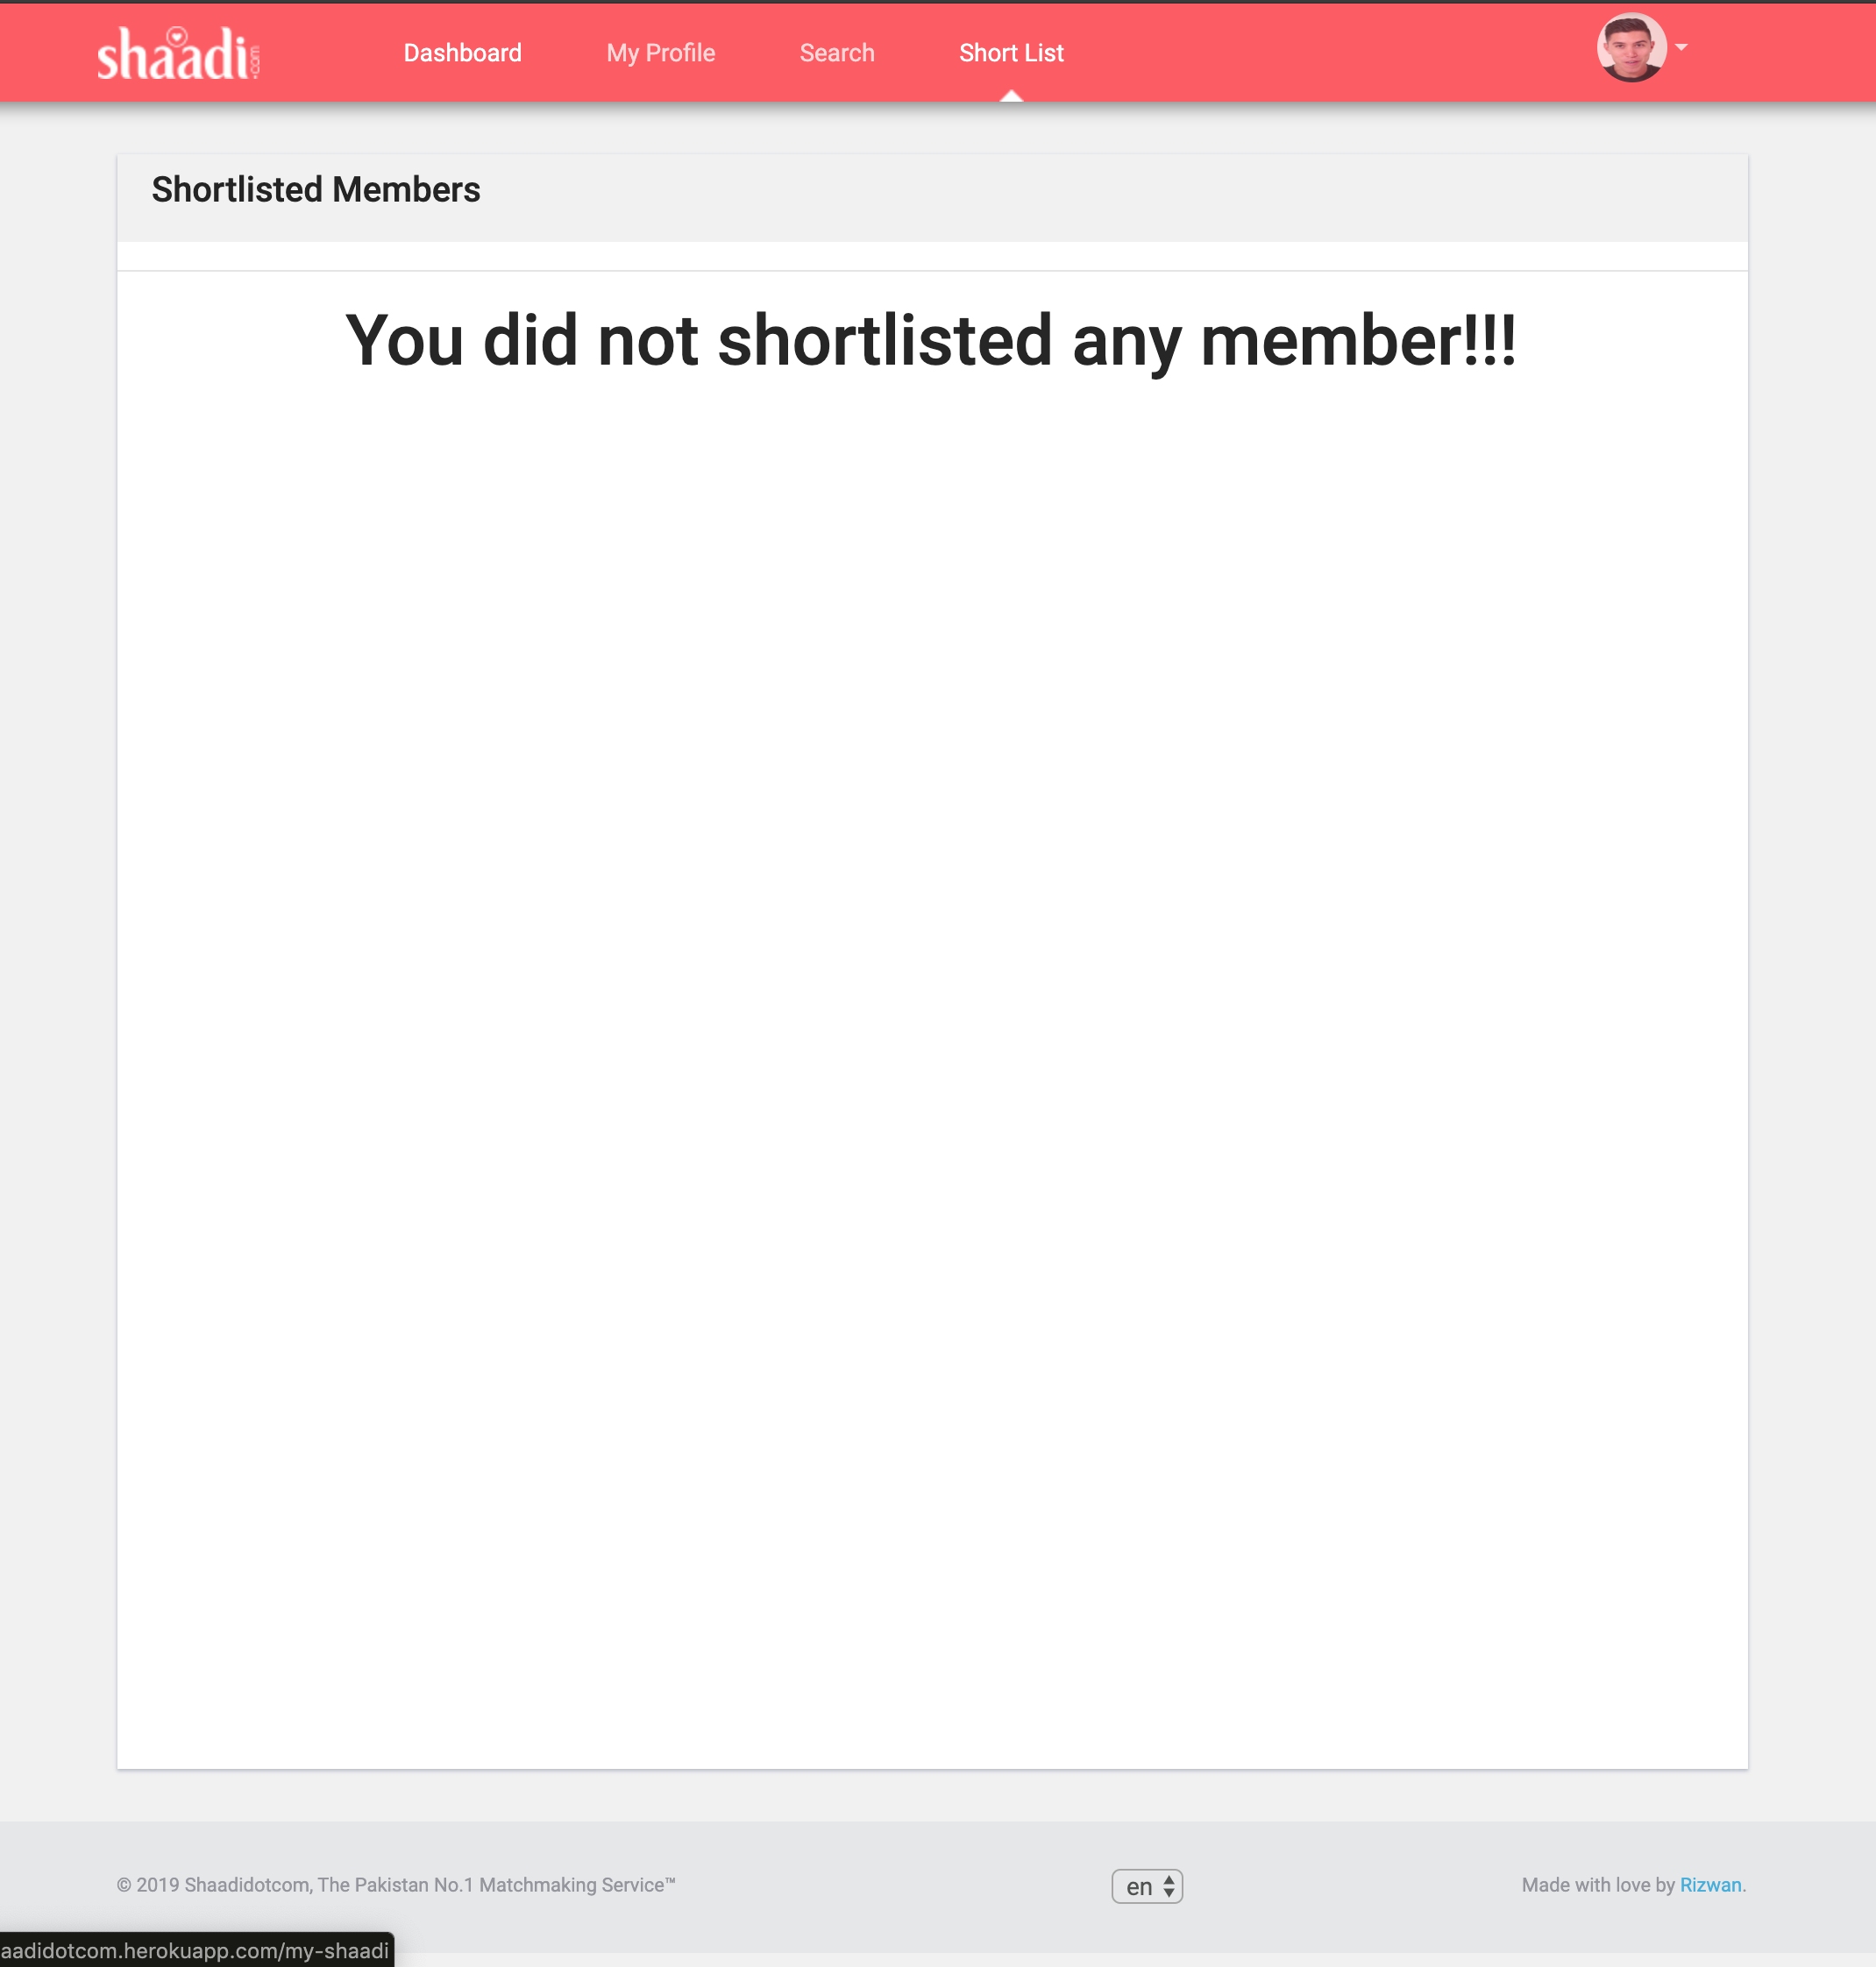 shaadi.com
Dashboard My Profile Search Short List
Shortlisted Members
You did not shortlisted any member!!!
© 2019 Shaadidotcom, The Pakistan No.1 Matchmaking Service™ en Made with love by Rizwan.
aadidotcom.herokuapp.com/my-shaadi